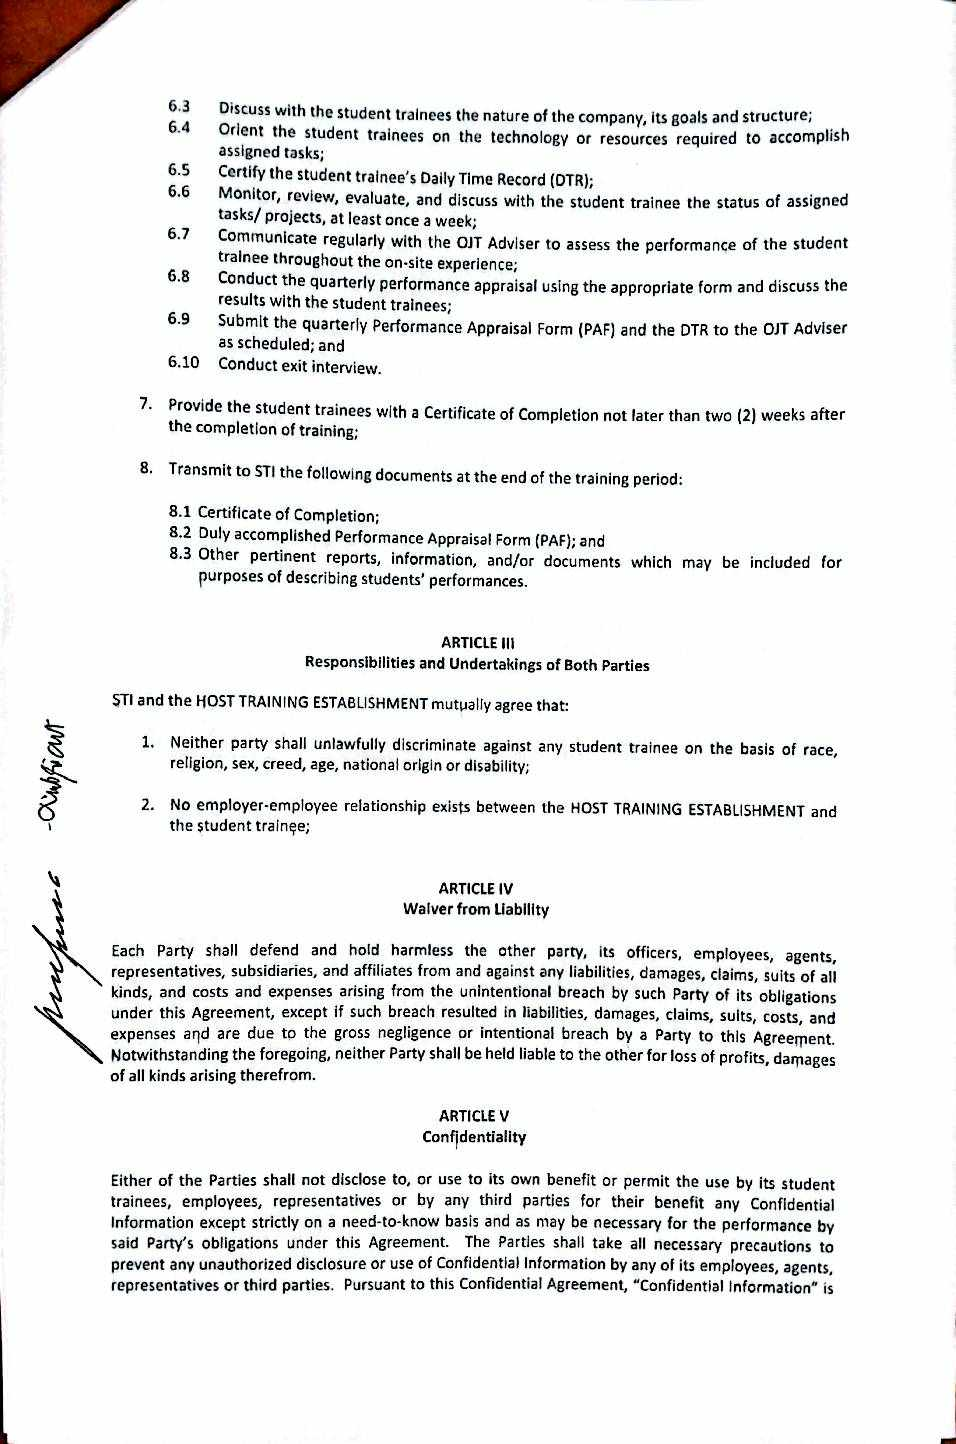 6.3 Discuss with the student trainees the nature of the company, its goals and structure;
6.4 Orient the student trainees on the technology or resources required to accomplish
assigned tasks;
6.5 Certify the student trainee's Daily Time Record (DTR);
6.6 Monitor, review, evaluate, and discuss with the student trainee the status of assigned
tasks/ projects, at least once a week;
6.7 Communicate regularly with the OJT Adviser to assess the performance of the student
trainee throughout the on-site experience;
6.8 Conduct the quarterly performance appraisal using the appropriate form and discuss the
results with the student trainees;
6.9 Submit the quarterly Performance Appraisal Form (PAF) and the DTR to the OJT Adviser
as scheduled; and
6.10 Conduct exit interview.
7. Provide the student trainees with a Certificate of Completion not later than two (2) weeks after
the completion of training;
8. Transmit to STI the following documents at the end of the training period:
8.1 Certificate of Completion;
8.2 Duly accomplished Performance Appraisal Form (PAF); and
8.3 Other pertinent reports, information, and/or documents which may be included for
purposes of describing students' performances.
ARTICLE III
Responsibilities and Undertakings of Both Parties
STI and the HOST TRAINING ESTABLISHMENT mutually agree that:
1. Neither party shall unlawfully discriminate against any student trainee on the basis of race,
religion, sex, creed, age, national origin or disability;
2. No employer-employee relationship exists between the HOST TRAINING ESTABLISHMENT and
the student trainee;
ARTICLE IV
Waiver from Liability
Each Party shall defend and hold harmless the other party, its officers, employees, agents,
representatives, subsidiaries, and affiliates from and against any liabilities, damages, claims, suits of all
kinds, and costs and expenses arising from the unintentional breach by such Party of its obligations
under this Agreement, except if such breach resulted in liabilities, damages, claims, suits, costs, and
expenses and are due to the gross negligence or intentional breach by a Party to this Agreement.
Notwithstanding the foregoing, neither Party shall be held liable to the other for loss of profits, damages
of all kinds arising therefrom.
ARTICLE V
Confidentiality
Either of the Parties shall not disclose to, or use to its own benefit or permit the use by its student
trainees, employees, representatives or by any third parties for their benefit any Confidential
Information except strictly on a need-to-know basis and as may be necessary for the performance by
said Party's obligations under this Agreement. The Parties shall take all necessary precautions to
prevent any unauthorized disclosure or use of Confidential Information by any of its employees, agents,
representatives or third parties. Pursuant to this Confidential Agreement, "Confidential Information" is